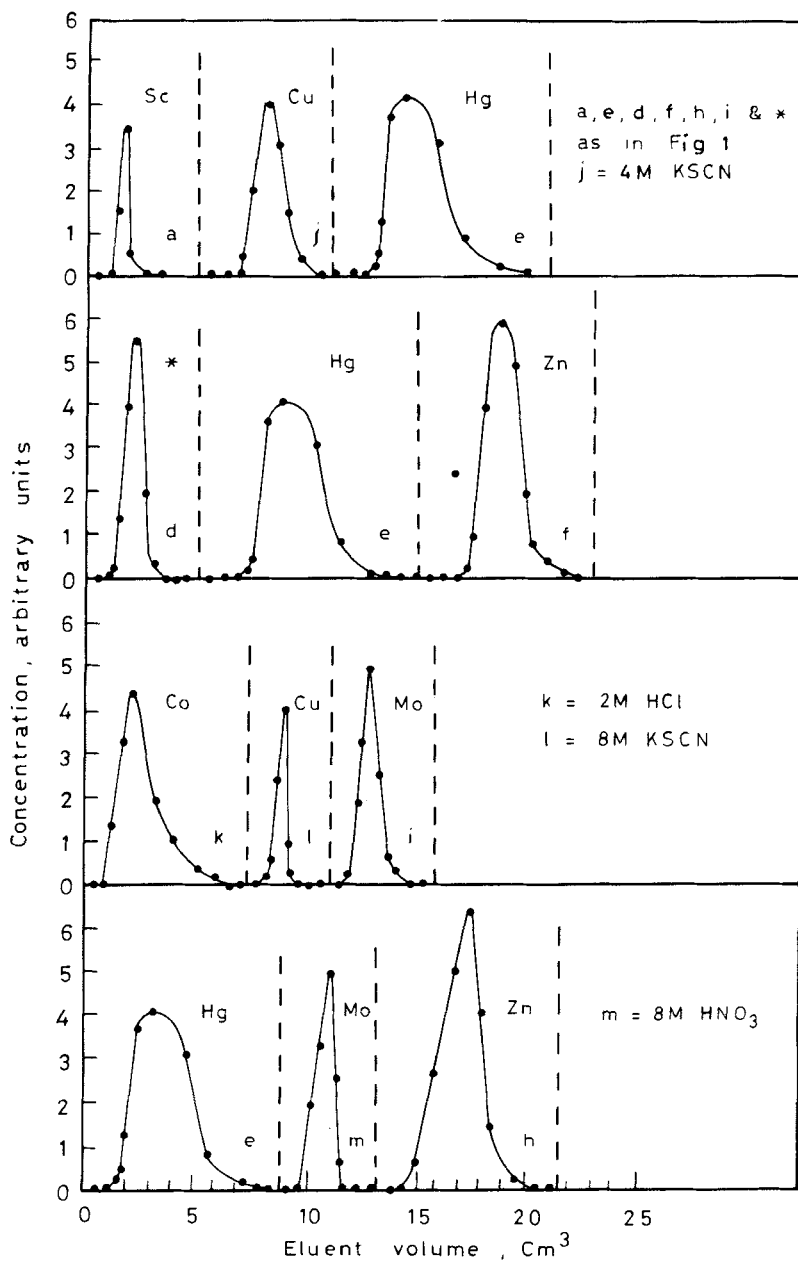 6
5
4
3
2
1
0
Sc
Cu
Hg
a
j
e
a, e, d, f, h, i & *
as in Fig 1
j = 4M KSCN
6
5
4
3
2
1
0
*
Hg
Zn
d
e
f
6
5
4
3
2
1
0
Co
Cu
Mo
k
l
i
k = 2M HCl
l = 8M KSCN
6
5
4
3
2
1
0
Hg
Mo
Zn
e
m
h
m = 8M HNO3
0 5 10 15 20 25
Eluent volume , Cm3
Concentration, arbitrary units